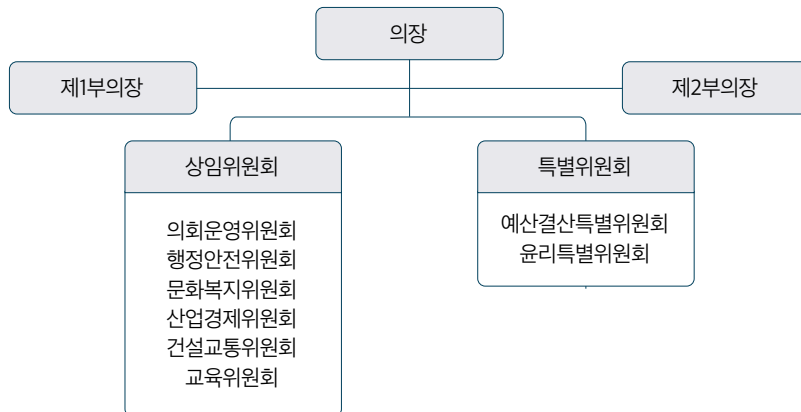 의장
제1부의장
제2부의장
상임위원회
의회운영위원회
행정안전위원회
문화복지위원회
산업경제위원회
건설교통위원회
교육위원회
특별위원회
예산결산특별위원회
윤리특별위원회